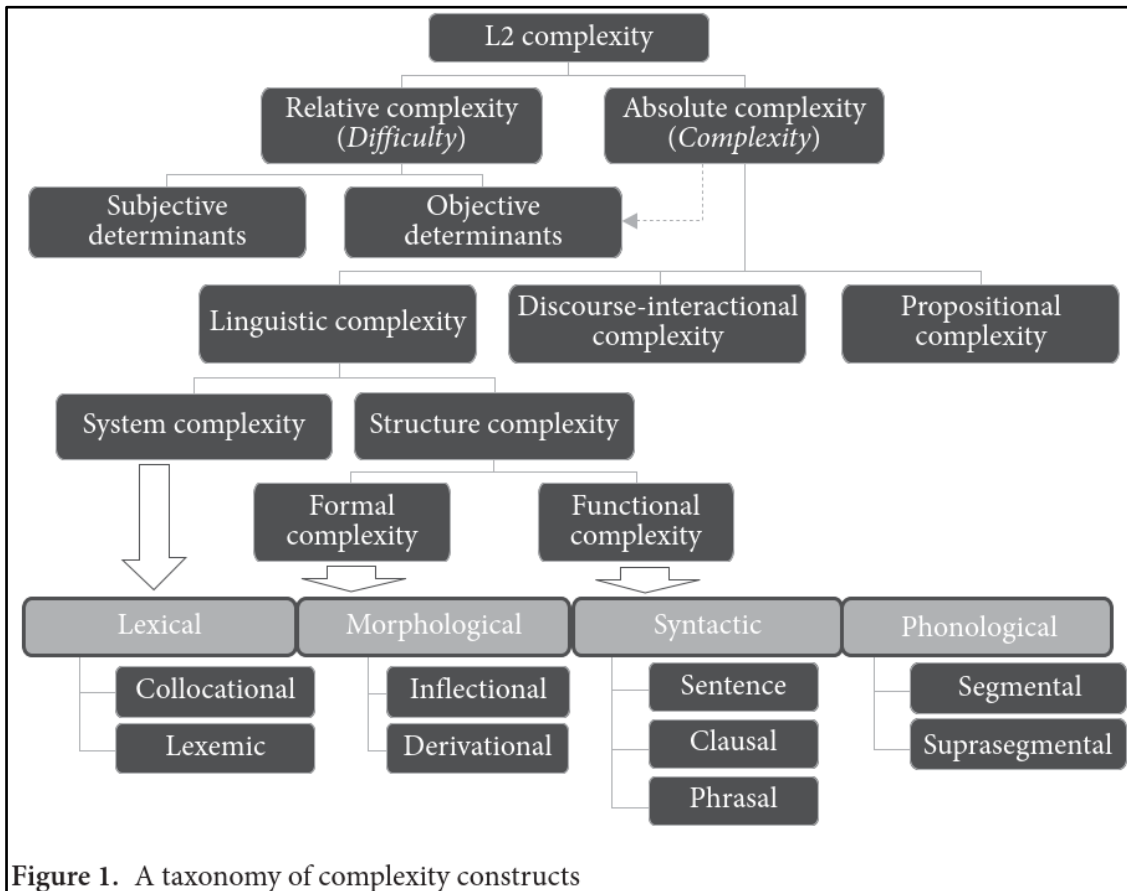 L2 complexity
Relative complexity
(Difficulty)
Absolute complexity
(Complexity)
Subjective
determinants
Objective
determinants
Linguistic complexity
Discourse-interactional
complexity
Propositional
complexity
System complexity
Structure complexity
Formal
complexity
Functional
complexity
Lexical
Morphological
Syntactic
Phonological
Collocational
Lexemic
Inflectional
Derivational
Sentence
Clausal
Phrasal
Segmental
Suprasegmental
Figure 1. A taxonomy of complexity constructs